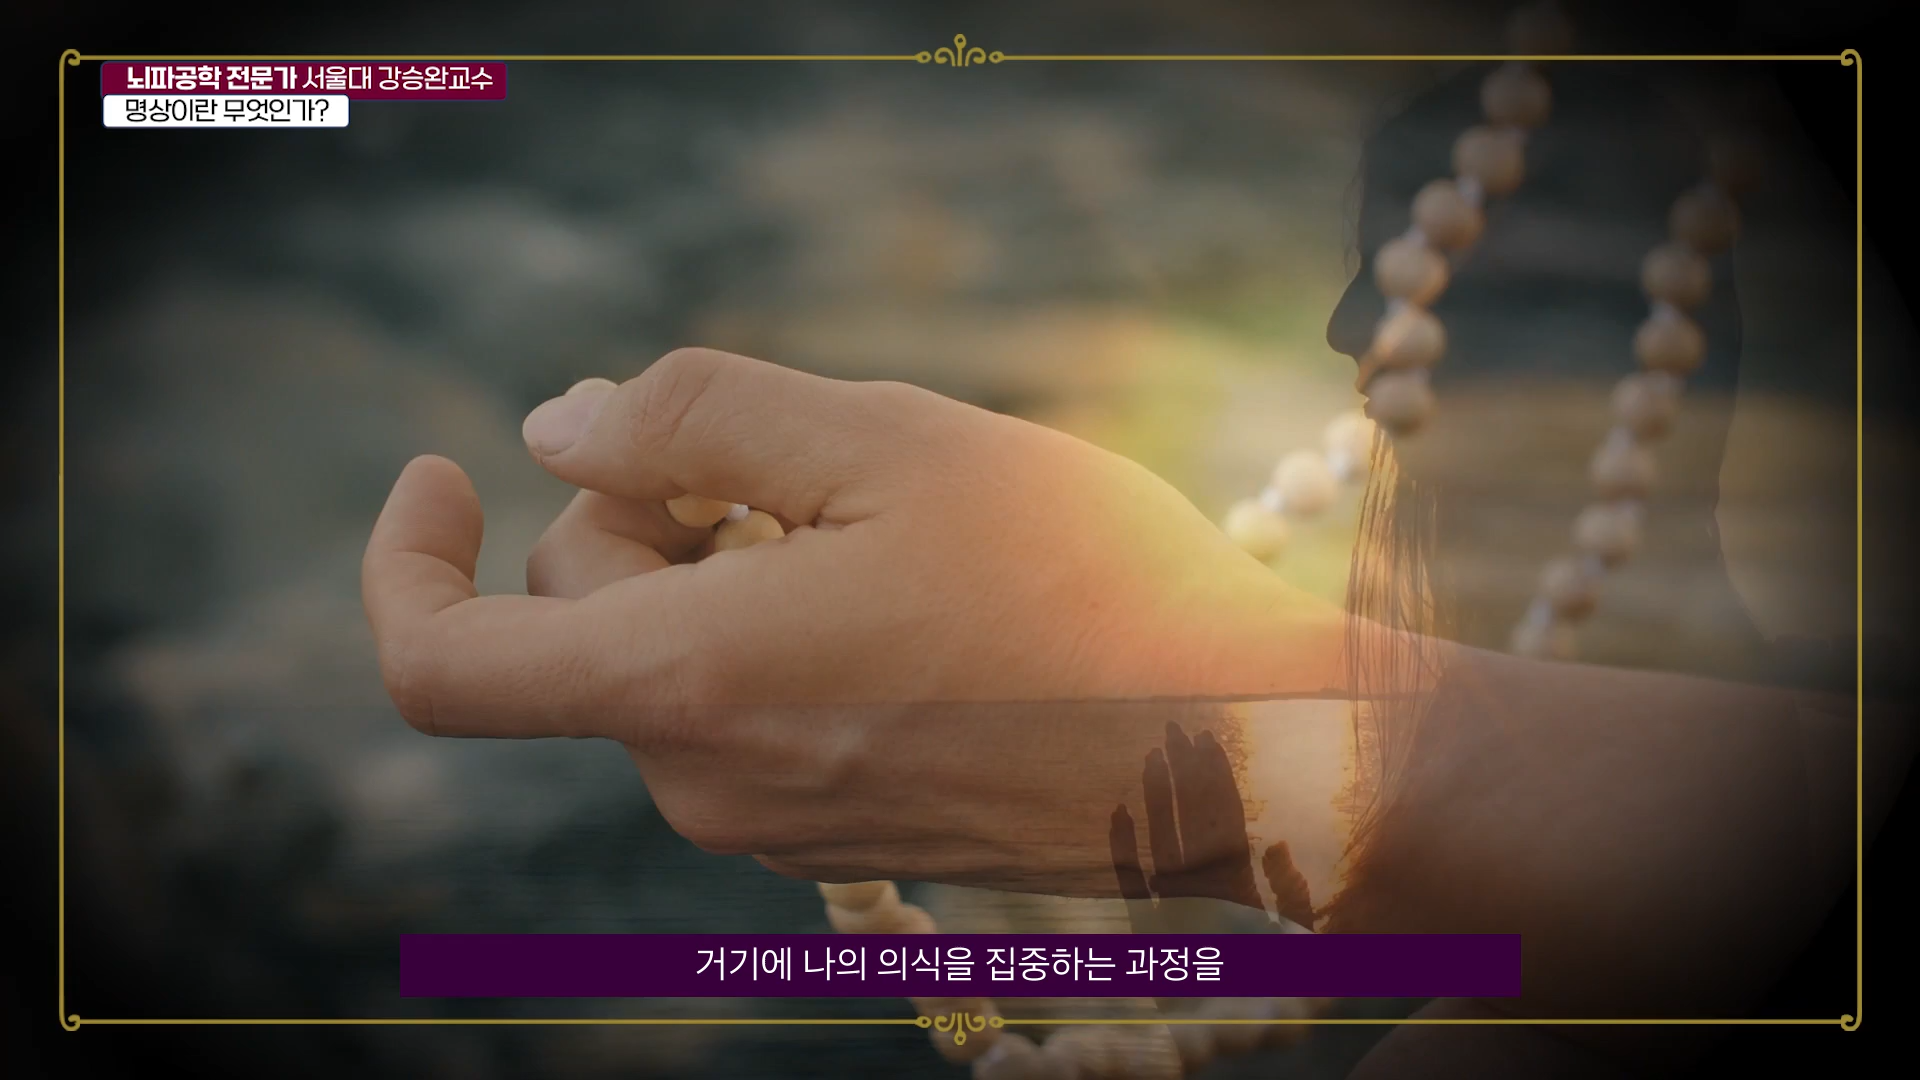 뇌파공학 전문가 서울대 강승완교수
명상이란 무엇인가?
거기에 나의 의식을 집중하는 과정을